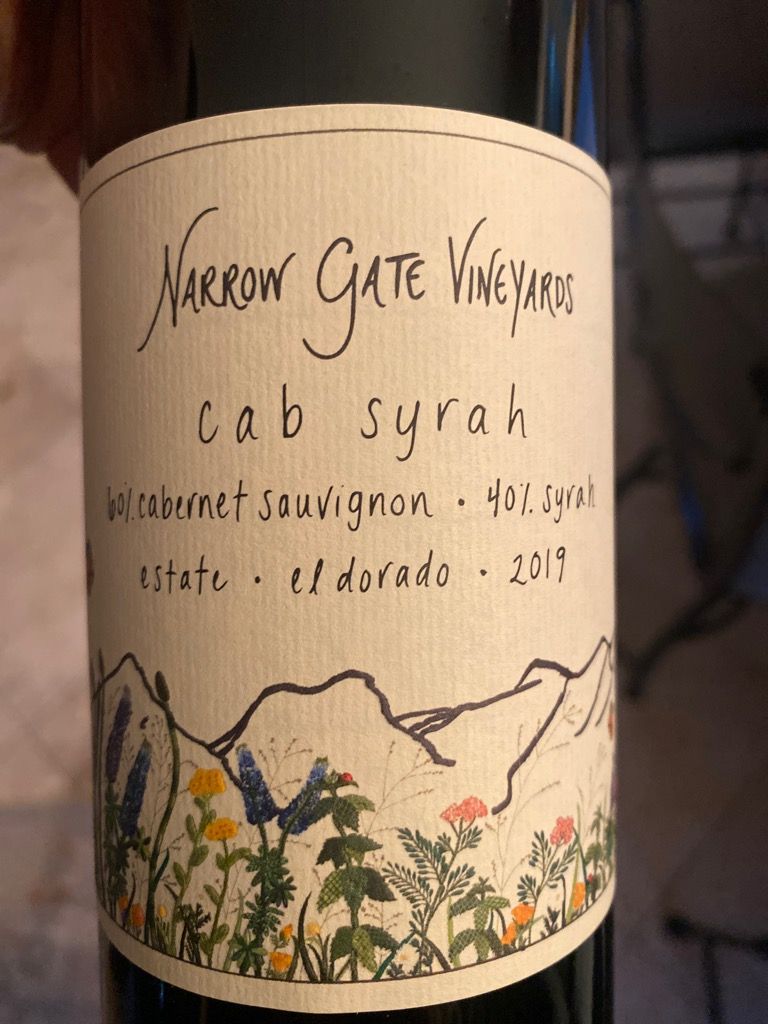 Narrow Gate Vineyards
cab syrah
60% cabernet sauvignon · 40% syrah
estate · el dorado · 2019